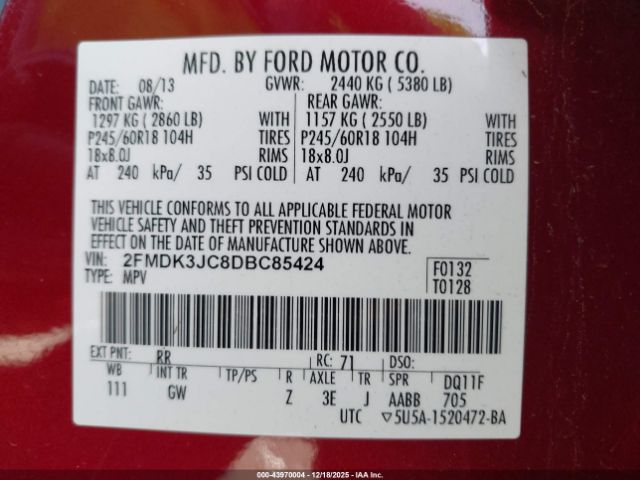 MFD. BY FORD MOTOR CO.
DATE: 08/13 GVWR: 2440 KG ( 5380 LB)
FRONT GAWR: REAR GAWR:
1297 KG ( 2860 LB) WITH 1157 KG ( 2550 LB) WITH
P245/60R18 104H TIRES P245/60R18 104H TIRES
18x8.0J RIMS 18x8.0J RIMS
AT 240 kPa/ 35 PSI COLD AT 240 kPa/ 35 PSI COLD
THIS VEHICLE CONFORMS TO ALL APPLICABLE FEDERAL MOTOR
VEHICLE SAFETY AND THEFT PREVENTION STANDARDS IN
EFFECT ON THE DATE OF MANUFACTURE SHOWN ABOVE.
VIN: 2FMDK3JC8DBC85424 F0132
TYPE: MPV T0128
EXT PNT: RR RC: 71 DSO:
WB INT TR TP/PS R AXLE TR SPR DQ11F
111 GW Z 3E J AABB 705
UTC ▽5U5A-1520472-BA
000-43970004 | 12/18/2025 - IAA, Inc.